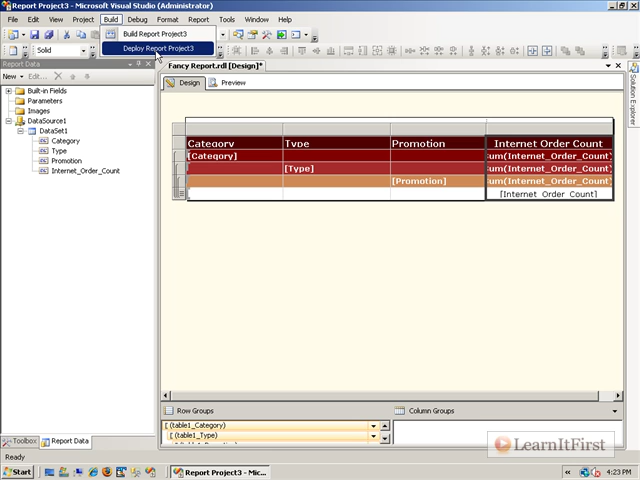 Report Project3 - Microsoft Visual Studio (Administrator)
File Edit View Project Build Debug Format Report Tools Window Help
Build Report Project3
Deploy Report Project3
Solid
Report Data
New Edit...
Built-in Fields
Parameters
Images
DataSource1
DataSet1
Category
Type
Promotion
Internet_Order_Count
Fancy Report.rdl [Design]*
Design Preview
Category Type Promotion Internet Order Count
[Category] um(Internet_Order_Count)
[Type] um(Internet_Order_Count)
[Promotion] um(Internet_Order_Count)
[Internet Order Count]
Row Groups Column Groups
[ (table1_Category)
[ (table1_Type)
Solution Explorer
Toolbox Report Data
LearnItFirst
Ready
Start Report Project3 - Mic... 4:23 PM